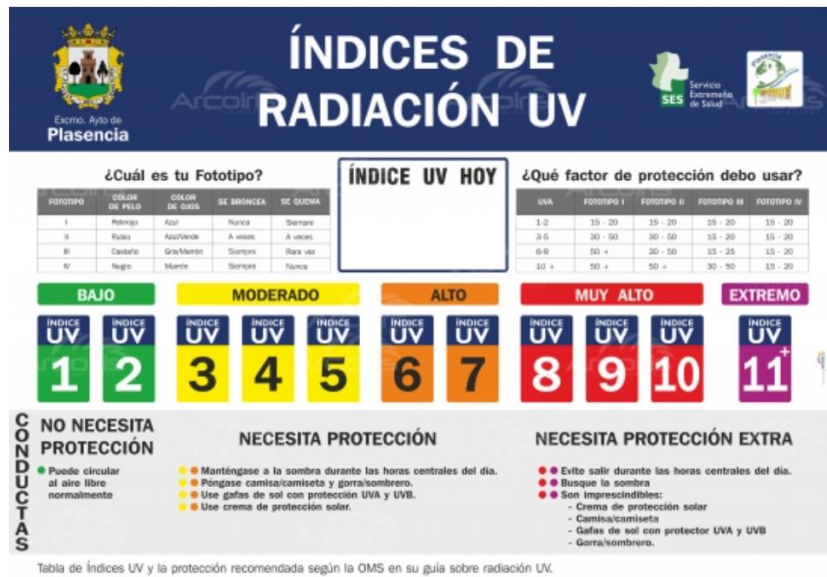 ÍNDICES DE
RADIACIÓN UV
Excmo. Ayto de
Plasencia
SES
Servicio
Extremeño
de Salud
Plasencia
Arcoiris
¿Cuál es tu Fototipo?
FOTOTIPO COLOR DE PELO COLOR DE OJOS SE BRONCEA SE QUEMA
I Pelirrojo Azul Nunca Siempre
II Rubio Azul/Verde A veces A veces
III Castaño Gris/Marrón Siempre Rara vez
IV Negro Marrón Siempre Nunca
ÍNDICE UV HOY
¿Qué factor de protección debo usar?
UVA FOTOTIPO I FOTOTIPO II FOTOTIPO III FOTOTIPO IV
1-2 15 - 20 15 - 20 15 - 20 15 - 20
3-5 30 - 50 30 - 50 15 - 20 15 - 20
6-9 50 + 30 - 50 15 - 25 15 - 20
10 + 50 + 50 + 30 - 50 15 - 20
BAJO MODERADO ALTO MUY ALTO EXTREMO
ÍNDICE ÍNDICE ÍNDICE ÍNDICE ÍNDICE ÍNDICE ÍNDICE ÍNDICE ÍNDICE ÍNDICE ÍNDICE
UV UV UV UV UV UV UV UV UV UV UV
1 2 3 4 5 6 7 8 9 10 11+
CONDUCTAS
NO NECESITA
PROTECCIÓN
Puede circular
al aire libre
normalmente
NECESITA PROTECCIÓN
Manténgase a la sombra durante las horas centrales del día.
Póngase camisa/camiseta y gorra/sombrero.
Use gafas de sol con protección UVA y UVB.
Use crema de protección solar.
NECESITA PROTECCIÓN EXTRA
Evite salir durante las horas centrales del día.
Busque la sombra
Son imprescindibles:
- Crema de protección solar
- Camisa/camiseta
- Gafas de sol con protector UVA y UVB
- Gorra/sombrero.
Tabla de Índices UV y la protección recomendada según la OMS en su guía sobre radiación UV.